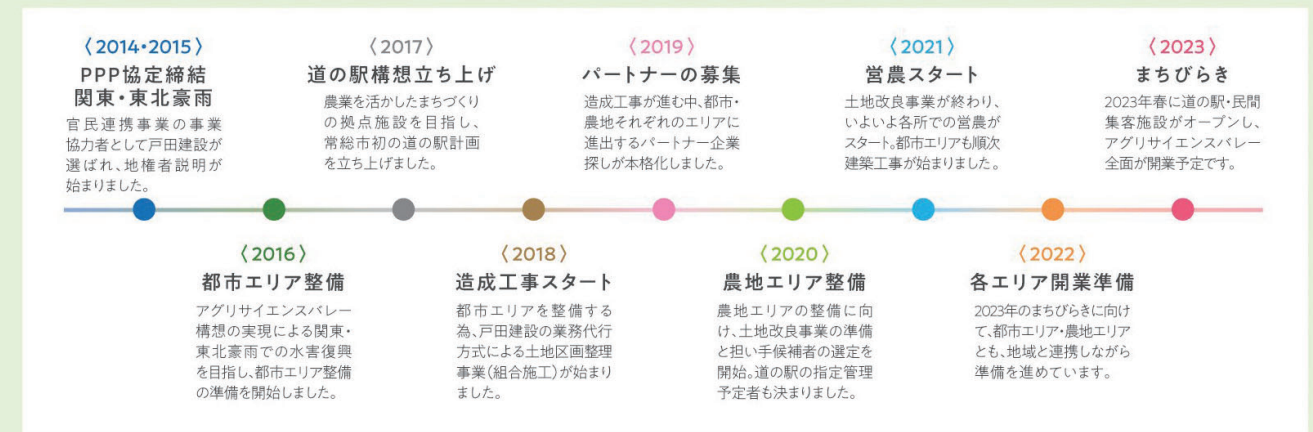 〈2014・2015〉
PPP協定締結
関東・東北豪雨
官民連携事業の事業
協力者として戸田建設が
選ばれ、地権者説明が
始まりました。
〈2016〉
都市エリア整備
アグリサイエンスバレー
構想の実現による関東・
東北豪雨での水害復興
を目指し、都市エリア整備
の準備を開始しました。
〈2017〉
道の駅構想立ち上げ
農業を活かしたまちづくり
の拠点施設を目指し、
常総市初の道の駅計画
を立ち上げました。
〈2018〉
造成工事スタート
都市エリアを整備する
為、戸田建設の業務代行
方式による土地区画整理
事業(組合施工)が始まり
ました。
〈2019〉
パートナーの募集
造成工事が進む中、都市・
農地それぞれのエリアに
進出するパートナー企業
探しが本格化しました。
〈2020〉
農地エリア整備
農地エリアの整備に向
け、土地改良事業の準備
と担い手候補者の選定を
開始。道の駅の指定管理
予定者も決まりました。
〈2021〉
営農スタート
土地改良事業が終わり、
いよいよ各所での営農が
スタート。都市エリアも順次
建築工事が始まりました。
〈2022〉
各エリア開業準備
2023年のまちびらきに向け
て、都市エリア・農地エリア
とも、地域と連携しながら
準備を進めています。
〈2023〉
まちびらき
2023年春に道の駅・民間
集客施設がオープンし、
アグリサイエンスバレー
全面が開業予定です。